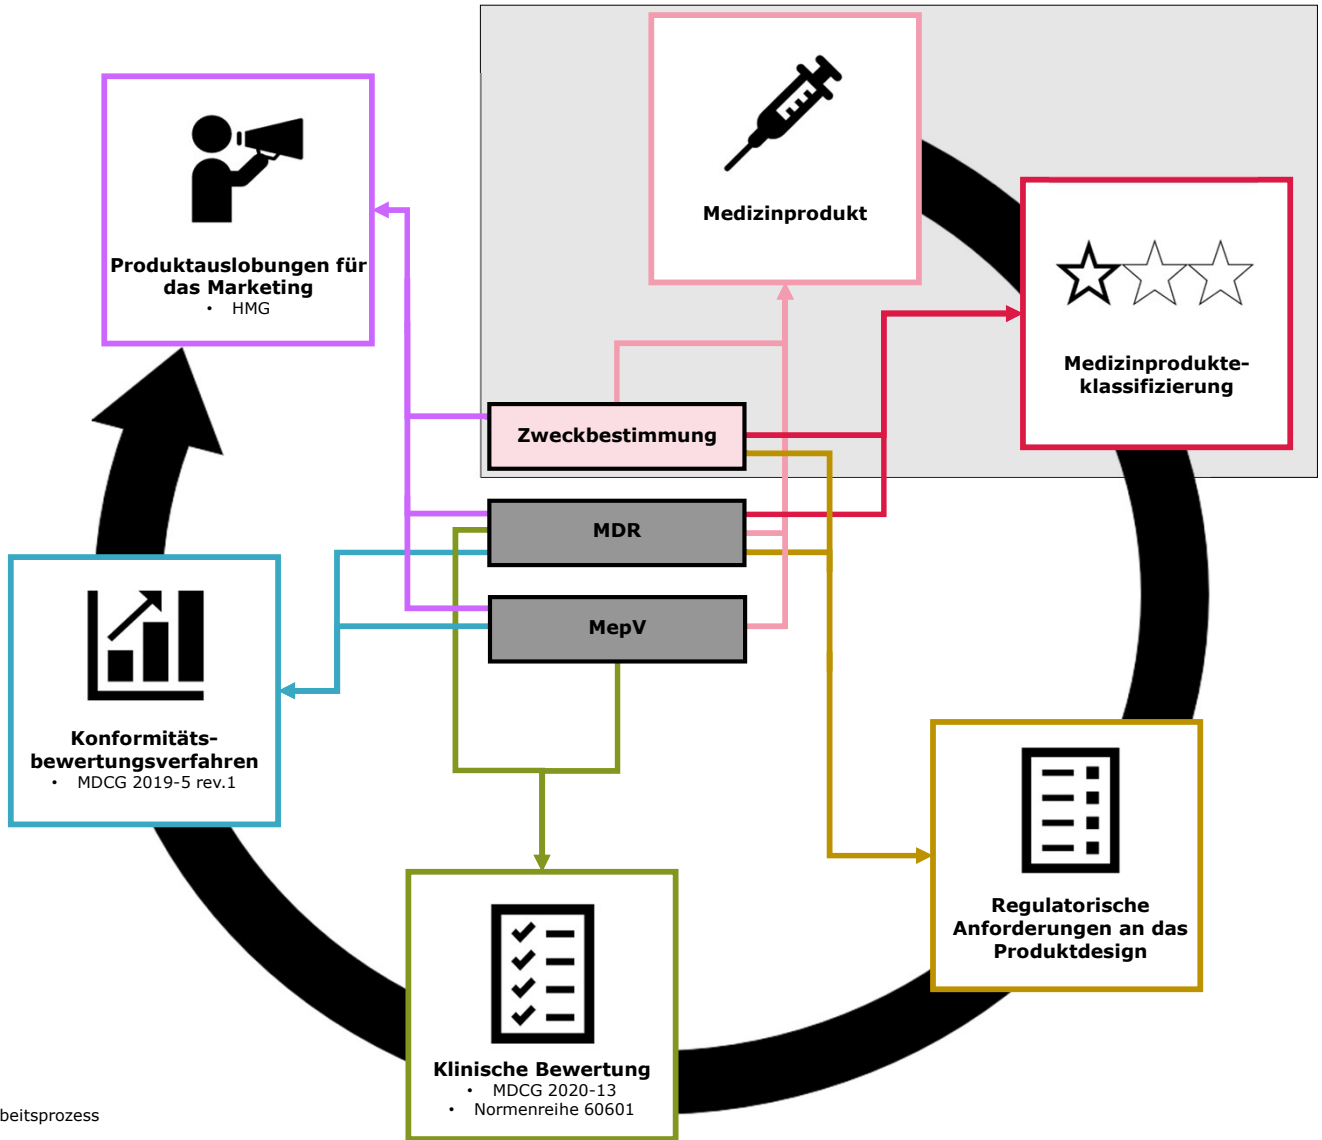 Medizinprodukt
Produktauslobungen für
das Marketing
• HMG
Medizinprodukte-
klassifizierung
Zweckbestimmung
MDR
MepV
Konformitäts-
bewertungsverfahren
• MDCG 2019-5 rev.1
Regulatorische
Anforderungen an das
Produktdesign
Klinische Bewertung
• MDCG 2020-13
• Normenreihe 60601
beitsprozess